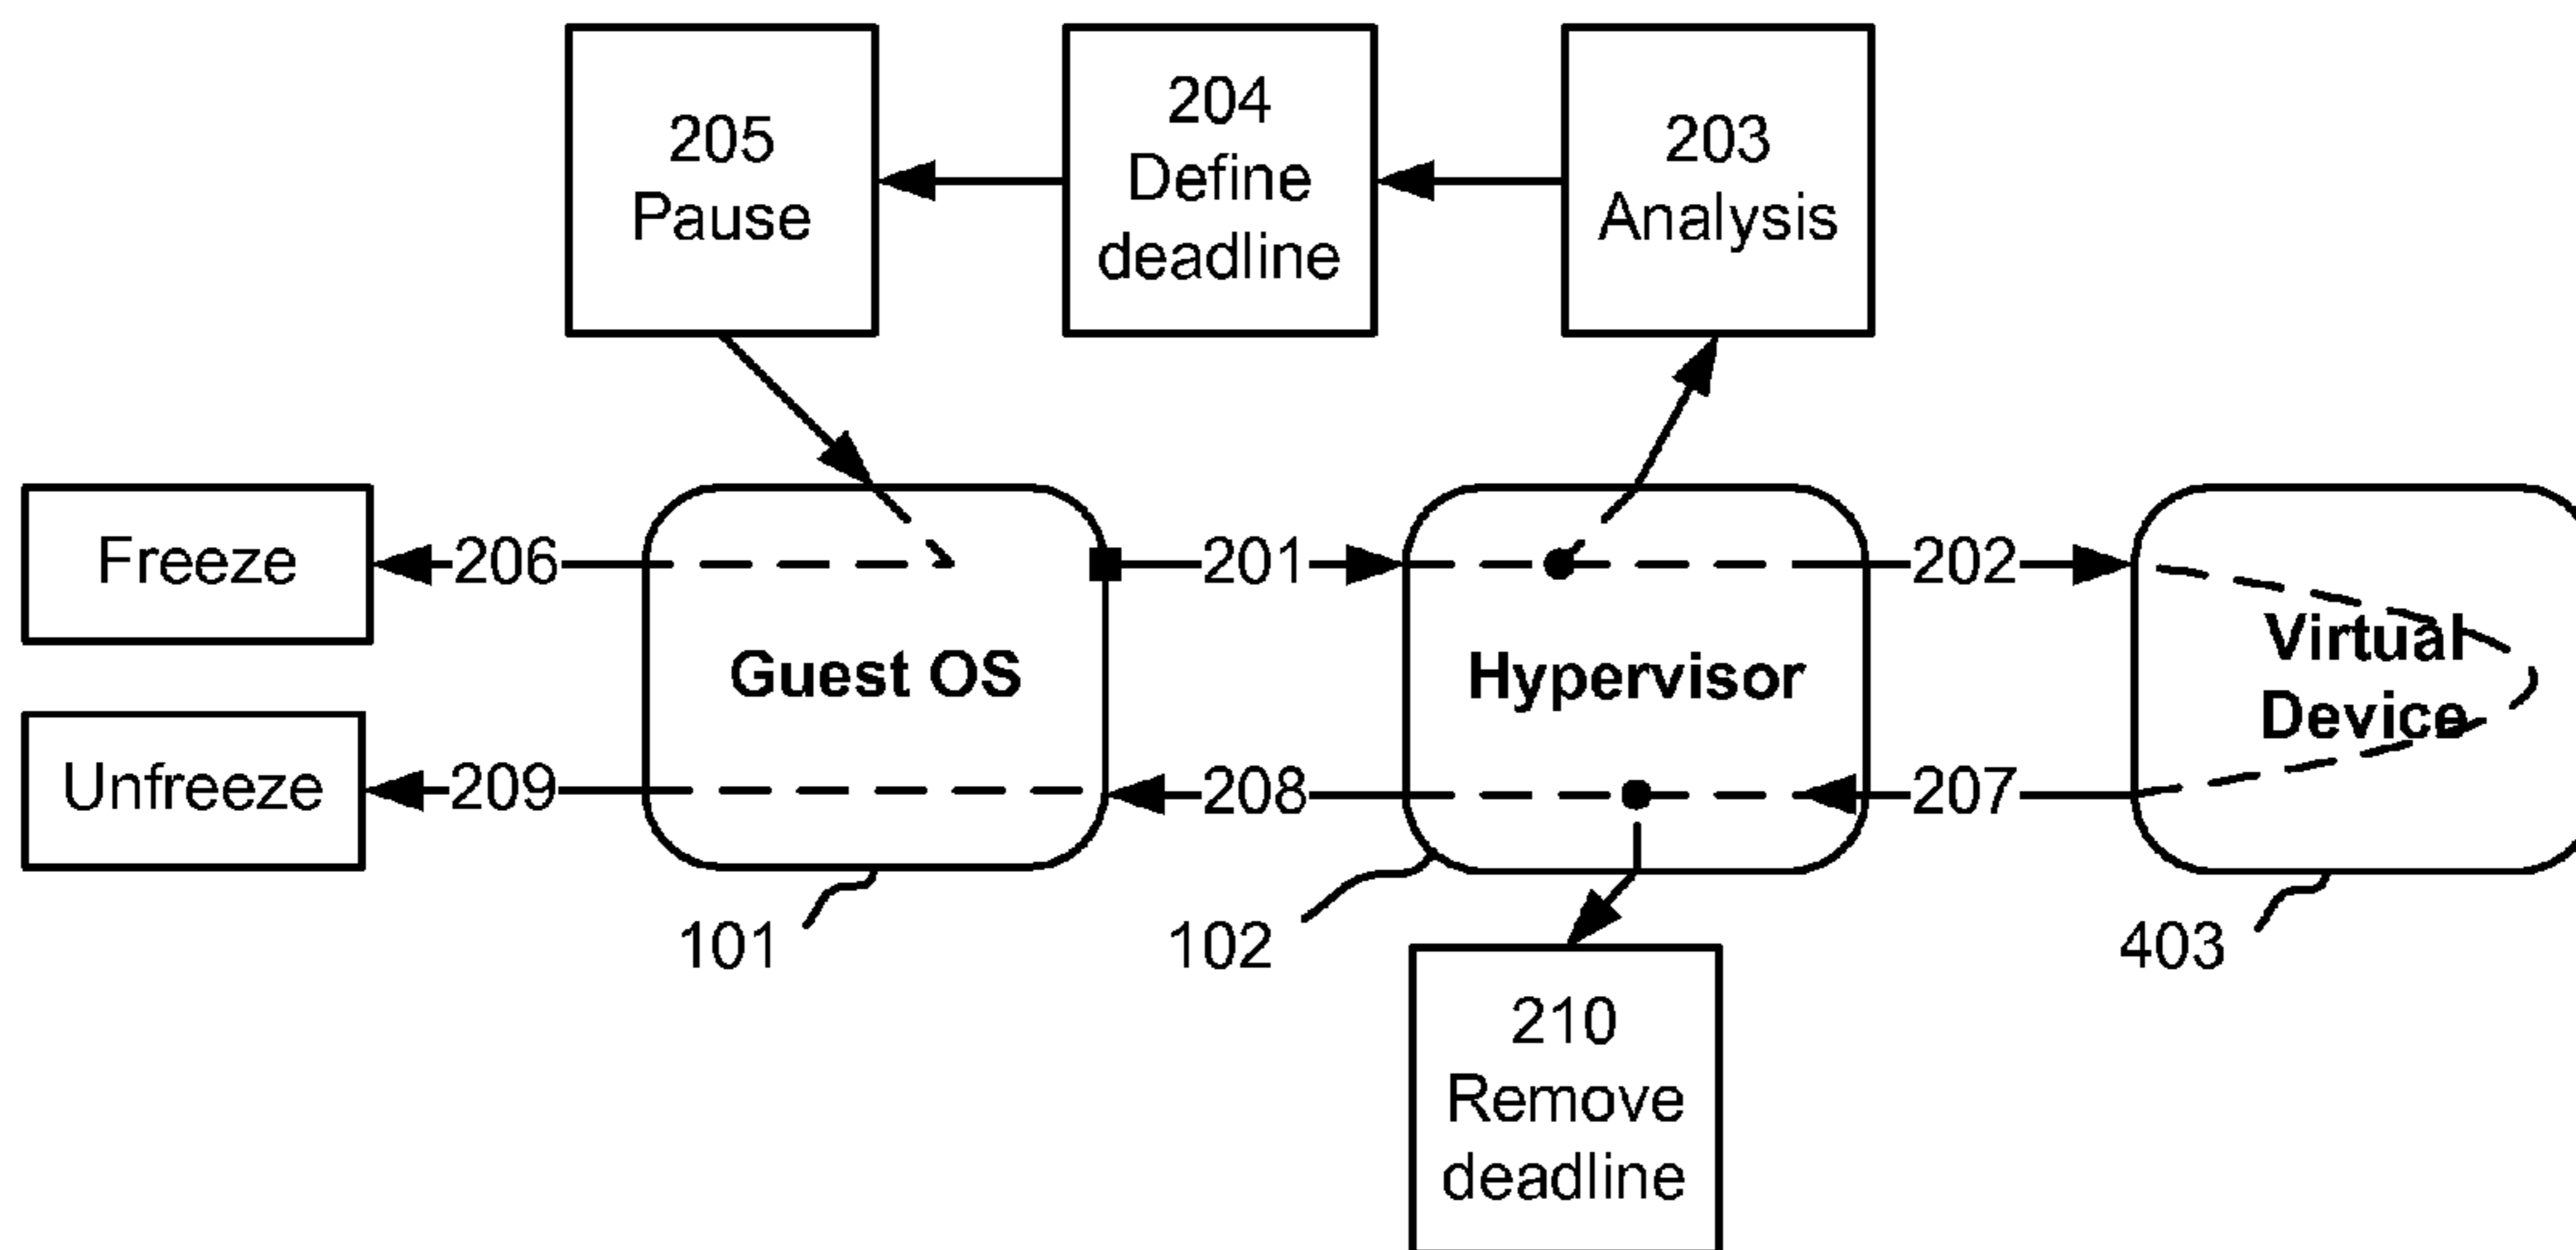 205
Pause
204
Define
deadline
203
Analysis
Freeze
206
201
202
Guest OS
Hypervisor
Virtual
Device
Unfreeze
209
208
207
101
102
403
210
Remove
deadline